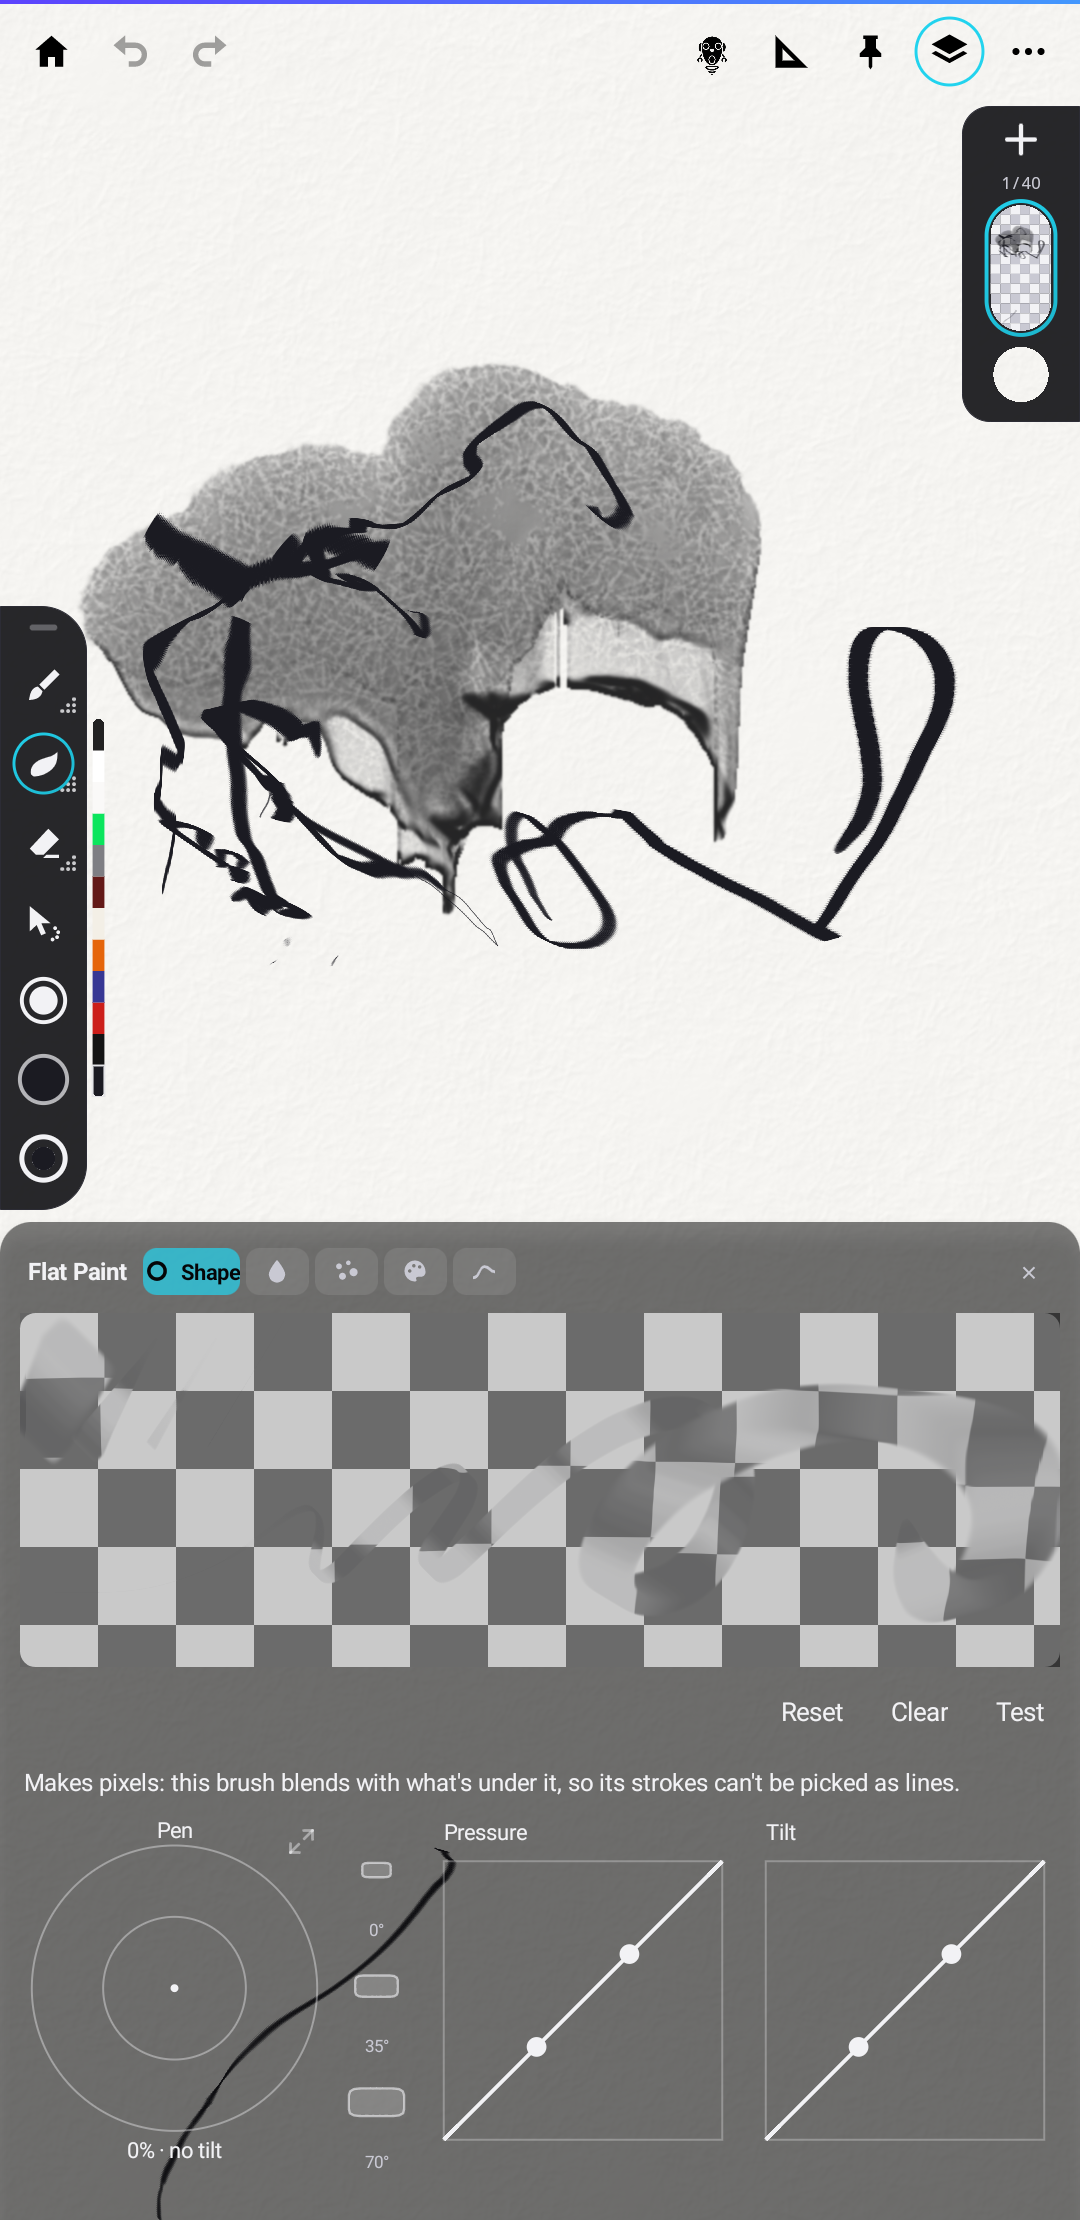 1/40
Flat Paint
Shape
Reset Clear Test
Makes pixels: this brush blends with what's under it, so its strokes can't be picked as lines.
Pen
Pressure
Tilt
0°
35°
0% · no tilt
70°